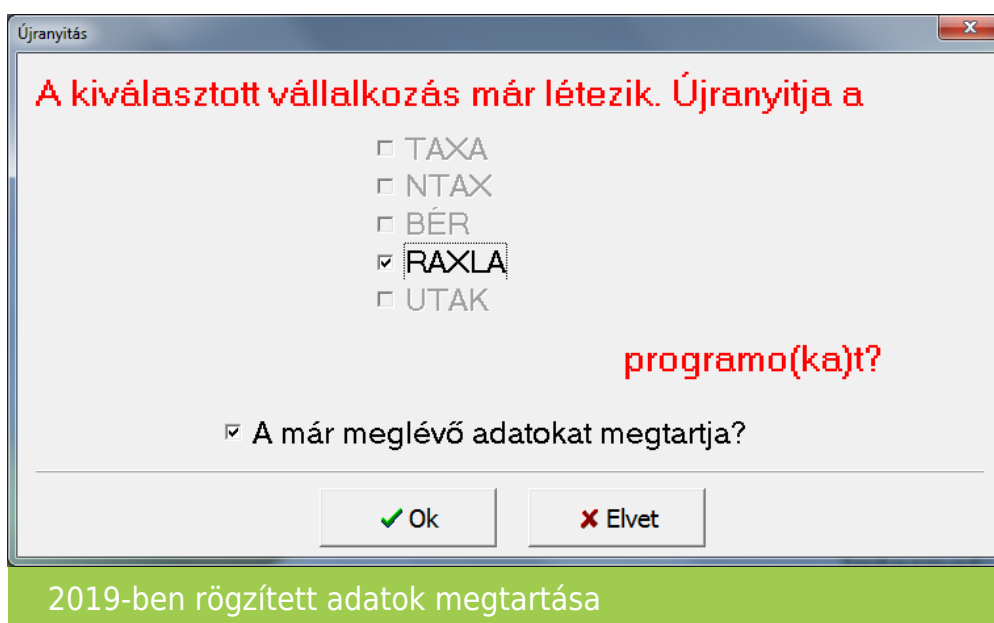 Újranyitás
A kiválasztott vállalkozás már létezik. Újranyitja a
TAXA
NTAX
BÉR
RAXLA
UTAK
programo(ka)t?
A már meglévő adatokat megtartja?
Ok
Elvet
2019-ben rögzített adatok megtartása